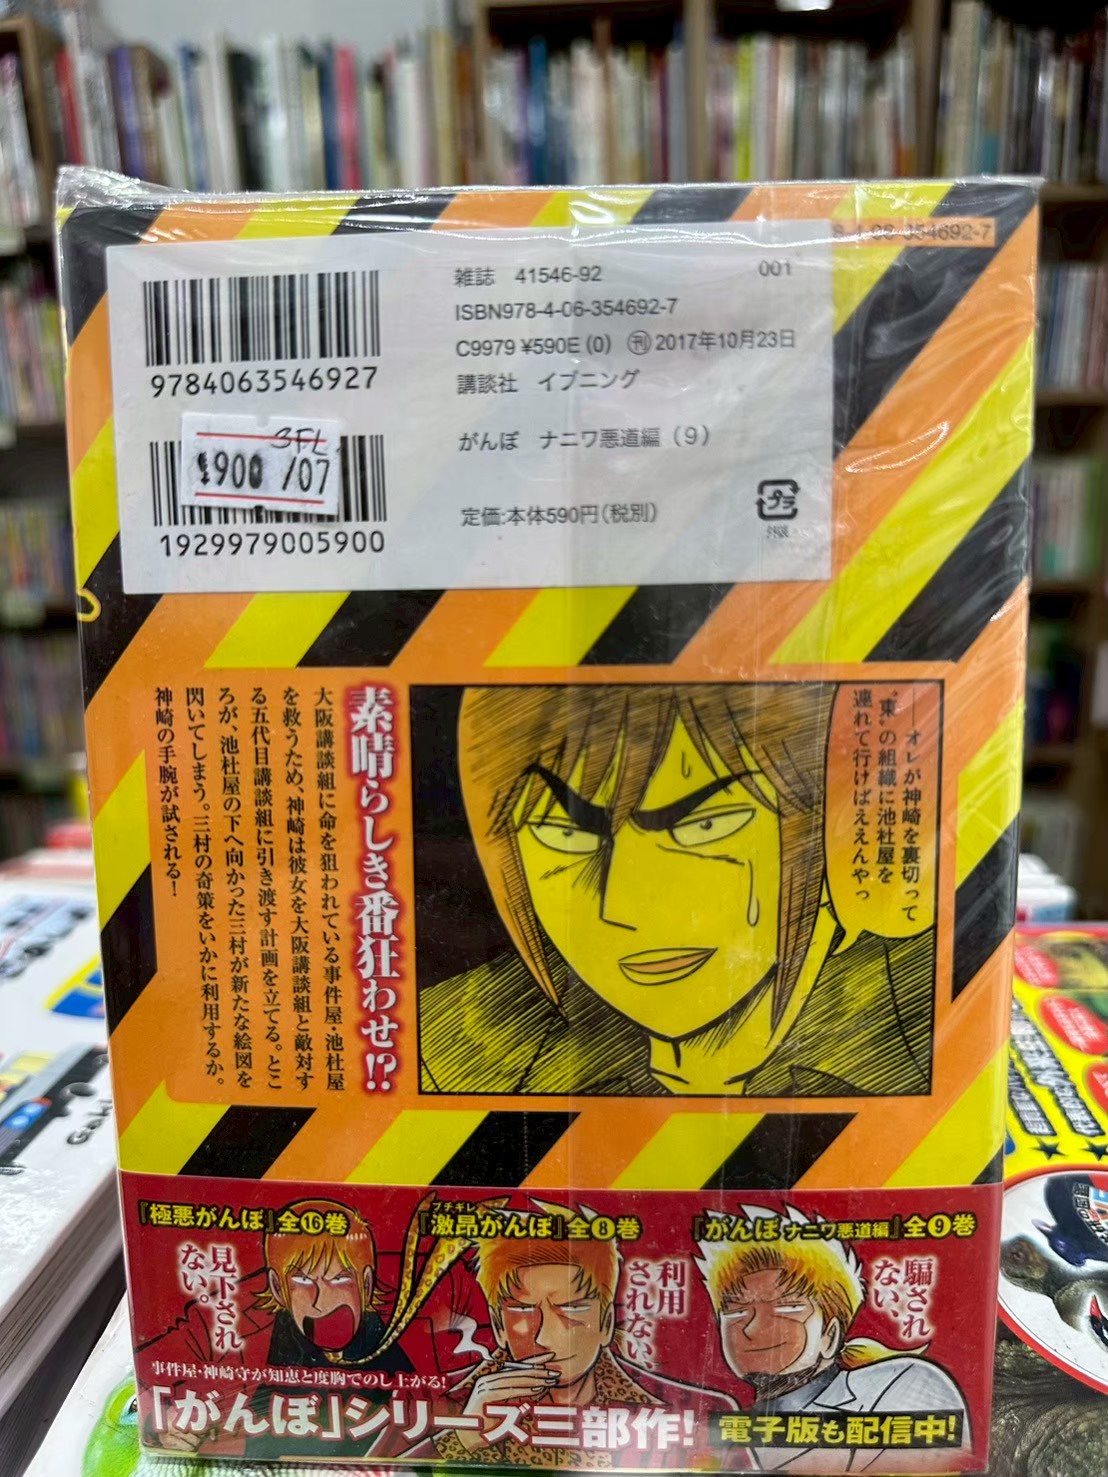 8-4-06-354692-7
雑誌 41546-92
001
ISBN978-4-06-354692-7
C9979 ¥590E (0) ㊗2017年10月23日
講談社 イブニング
がんぼ ナニワ悪道編（9）
定価:本体590円(税別)
プラ
9784063546927
3FL
900 /07
1929979005900
──オレが神崎を裏切って
“東”の組織に池杜屋を
連れて行けばええんやっ
素晴らしき番狂わせ!?
大阪講談組に命を狙われている事件屋・池杜屋
を救うため、神崎は彼女を大阪講談組と敵対す
る五代目講談組に引き渡す計画を立てる。とこ
ろが、池杜屋の下へ向かった三村が新たな絵図を
閃いてしまう。三村の奇策をいかに利用するか。
神崎の手腕が試される！
『極悪がんぼ』全⑯巻
見下され
ない。
ブチギレ
『激昂がんぼ』全❽巻
利用
されない、
『がんぼ ナニワ悪道編』全❾巻
騙され
ない、
事件屋・神崎守が知恵と度胸でのし上がる!
「がんぼ」シリーズ三部作!
電子版も配信中!